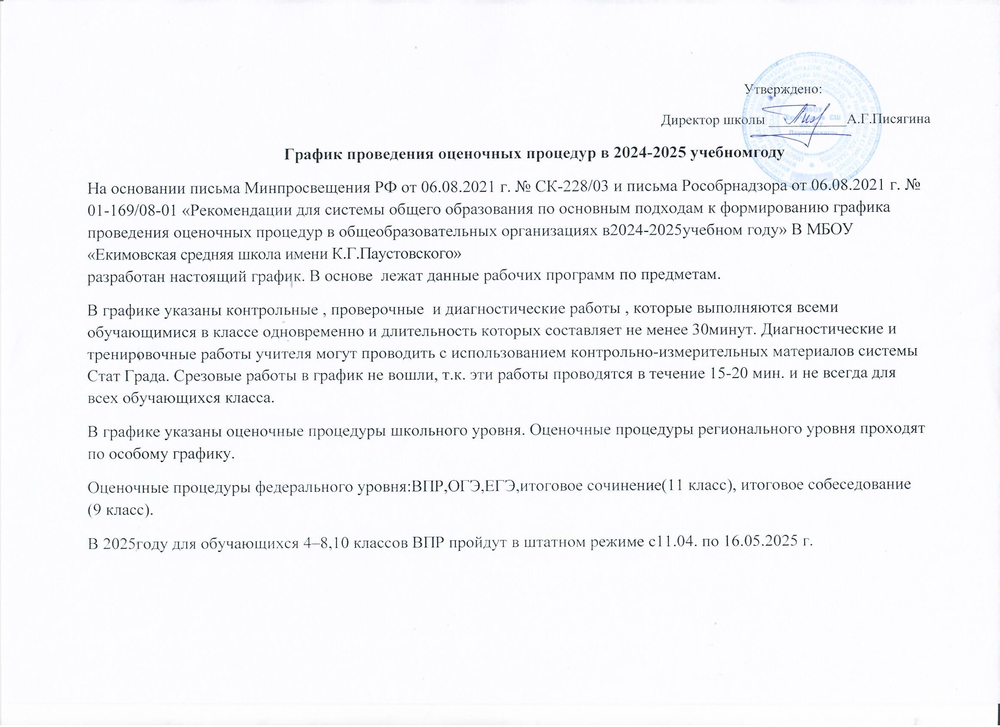 Утверждено:
Директор школы ___________А.Г.Писягина
График проведения оценочных процедур в 2024-2025 учебномгоду
На основании письма Минпросвещения РФ от 06.08.2021 г. № СК-228/03 и письма Рособрнадзора от 06.08.2021 г. №
01-169/08-01 «Рекомендации для системы общего образования по основным подходам к формированию графика
проведения оценочных процедур в общеобразовательных организациях в2024-2025учебном году» В МБОУ
«Екимовская средняя школа имени К.Г.Паустовского»
разработан настоящий график. В основе  лежат данные рабочих программ по предметам.
В графике указаны контрольные , проверочные  и диагностические работы , которые выполняются всеми
обучающимися в классе одновременно и длительность которых составляет не менее 30минут. Диагностические и
тренировочные работы учителя могут проводить с использованием контрольно-измерительных материалов системы
Стат Града. Срезовые работы в график не вошли, т.к. эти работы проводятся в течение 15-20 мин. и не всегда для
всех обучающихся класса.
В графике указаны оценочные процедуры школьного уровня. Оценочные процедуры регионального уровня проходят
по особому графику.
Оценочные процедуры федерального уровня:ВПР,ОГЭ,ЕГЭ,итоговое сочинение(11 класс), итоговое собеседование
(9 класс).
В 2025году для обучающихся 4–8,10 классов ВПР пройдут в штатном режиме с11.04. по 16.05.2025 г.